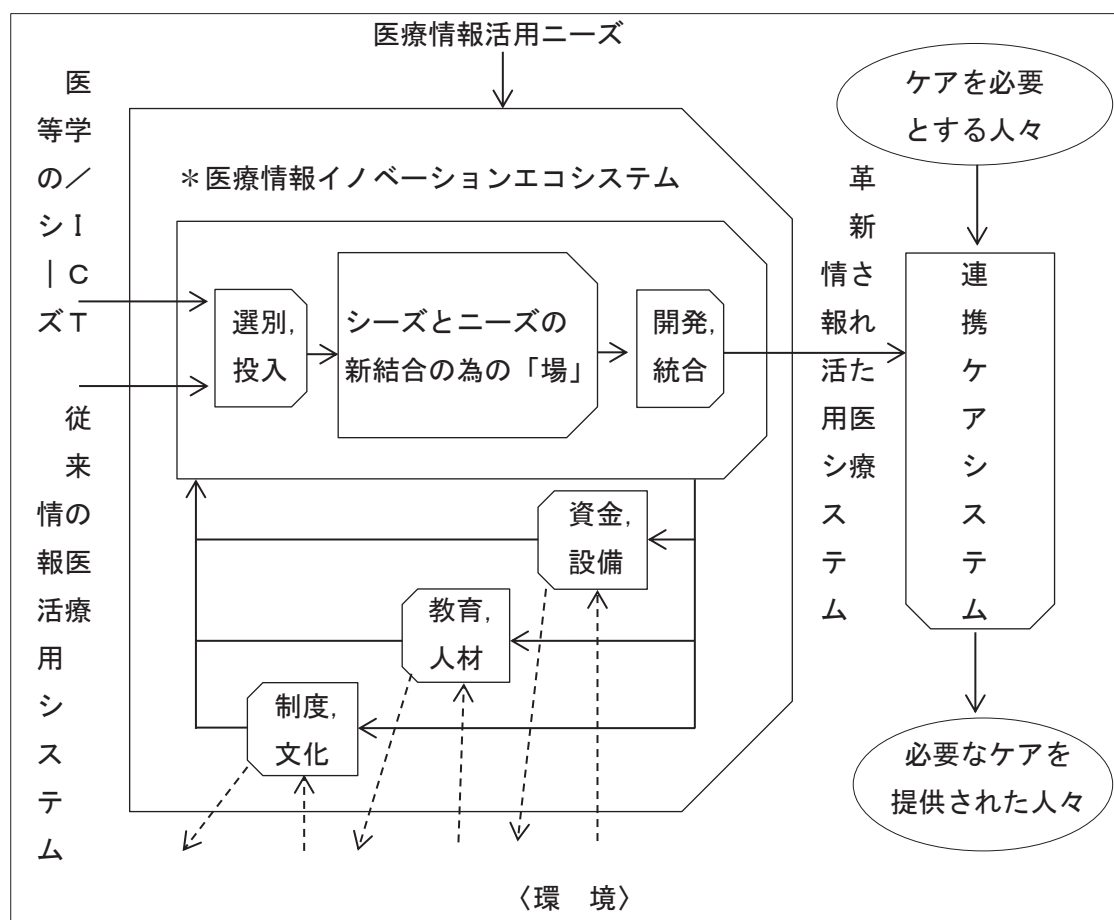 医療情報活用ニーズ
医学／ＩＣＴ
等のシーズ
従来の医療
情報活用システム
＊医療情報イノベーションエコシステム
選別，
投入
シーズとニーズの
新結合の為の「場」
開発，
統合
資金，
設備
教育，
人材
制度，
文化
革新された医療
情報活用システム
ケアを必要
とする人々
連携ケアシステム
必要なケアを
提供された人々
〈環　境〉